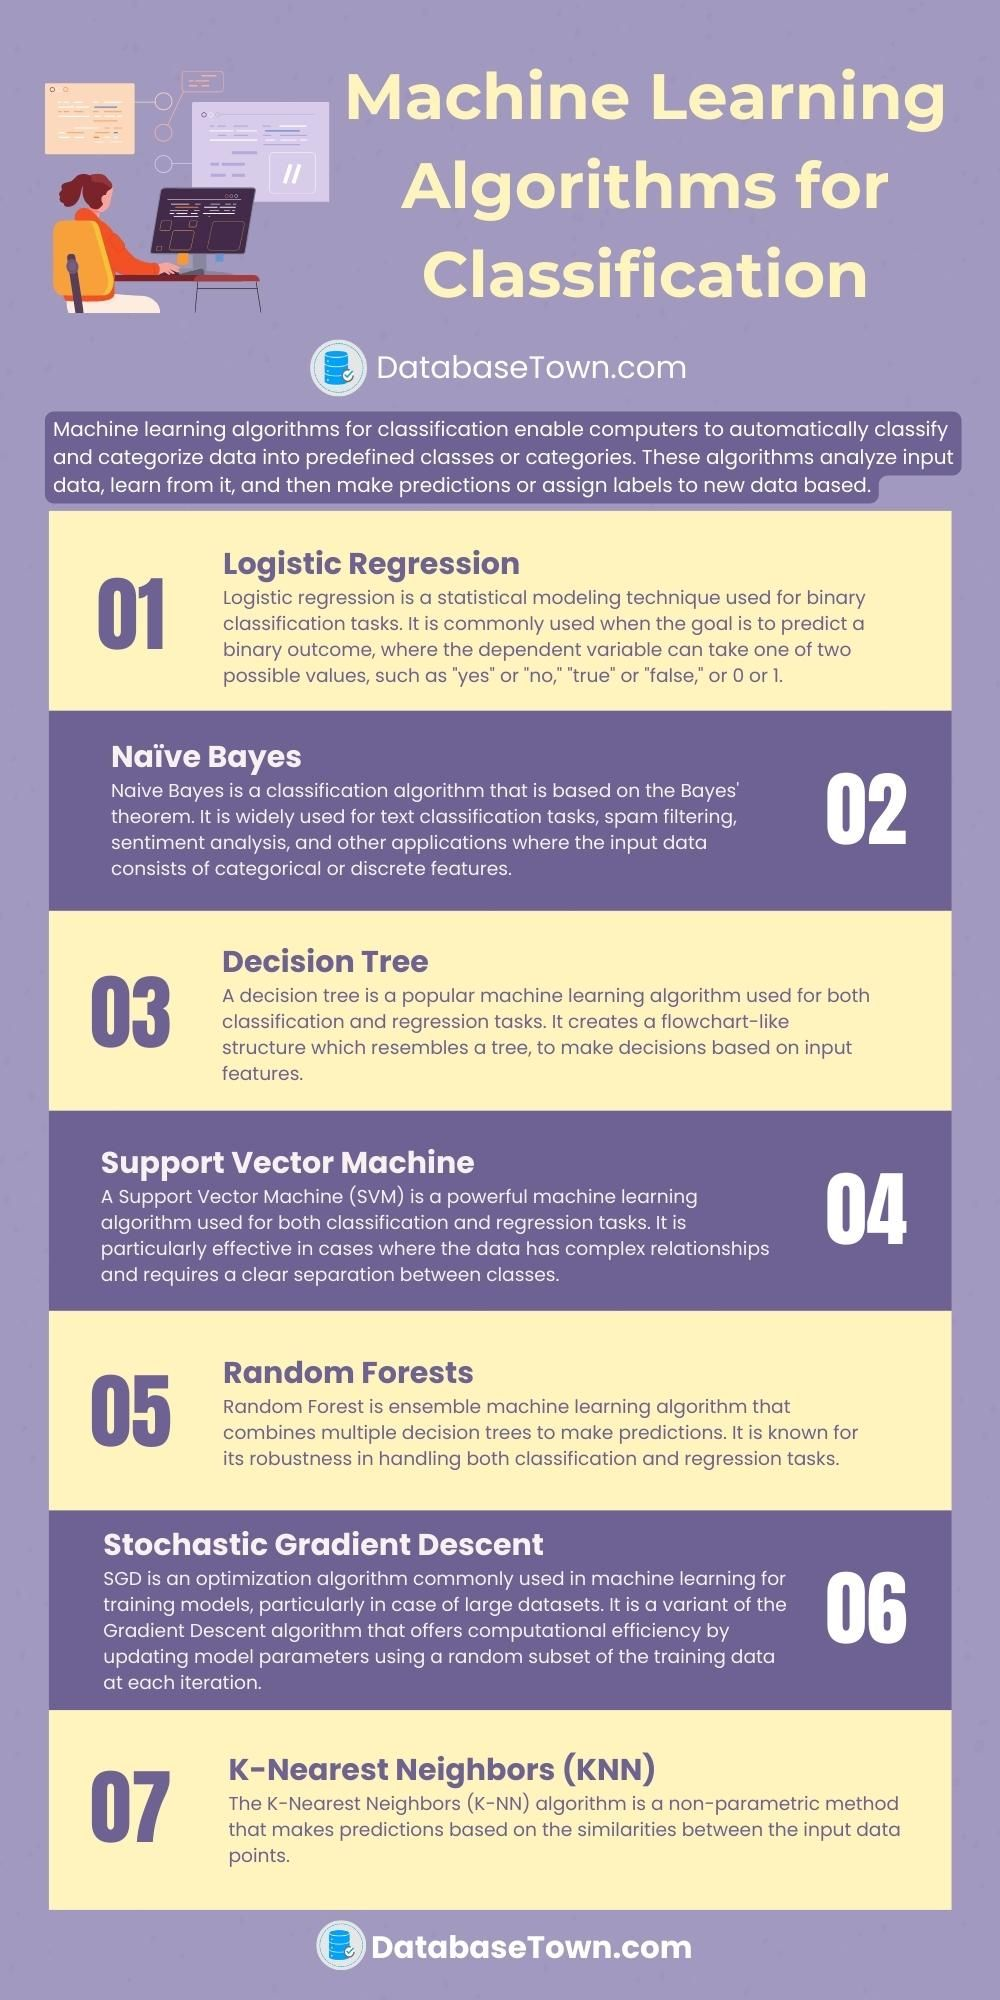 Machine Learning
Algorithms for
Classification
DatabaseTown.com
Machine learning algorithms for classification enable computers to automatically classify
and categorize data into predefined classes or categories. These algorithms analyze input
data, learn from it, and then make predictions or assign labels to new data based.
01
Logistic Regression
Logistic regression is a statistical modeling technique used for binary
classification tasks. It is commonly used when the goal is to predict a
binary outcome, where the dependent variable can take one of two
possible values, such as "yes" or "no," "true" or "false," or 0 or 1.
Naïve Bayes
Naive Bayes is a classification algorithm that is based on the Bayes'
theorem. It is widely used for text classification tasks, spam filtering,
sentiment analysis, and other applications where the input data
consists of categorical or discrete features.
02
03
Decision Tree
A decision tree is a popular machine learning algorithm used for both
classification and regression tasks. It creates a flowchart-like
structure which resembles a tree, to make decisions based on input
features.
Support Vector Machine
A Support Vector Machine (SVM) is a powerful machine learning
algorithm used for both classification and regression tasks. It is
particularly effective in cases where the data has complex relationships
and requires a clear separation between classes.
04
05
Random Forests
Random Forest is ensemble machine learning algorithm that
combines multiple decision trees to make predictions. It is known for
its robustness in handling both classification and regression tasks.
Stochastic Gradient Descent
SGD is an optimization algorithm commonly used in machine learning for
training models, particularly in case of large datasets. It is a variant of the
Gradient Descent algorithm that offers computational efficiency by
updating model parameters using a random subset of the training data
at each iteration.
06
07
K-Nearest Neighbors (KNN)
The K-Nearest Neighbors (K-NN) algorithm is a non-parametric method
that makes predictions based on the similarities between the input data
points.
DatabaseTown.com